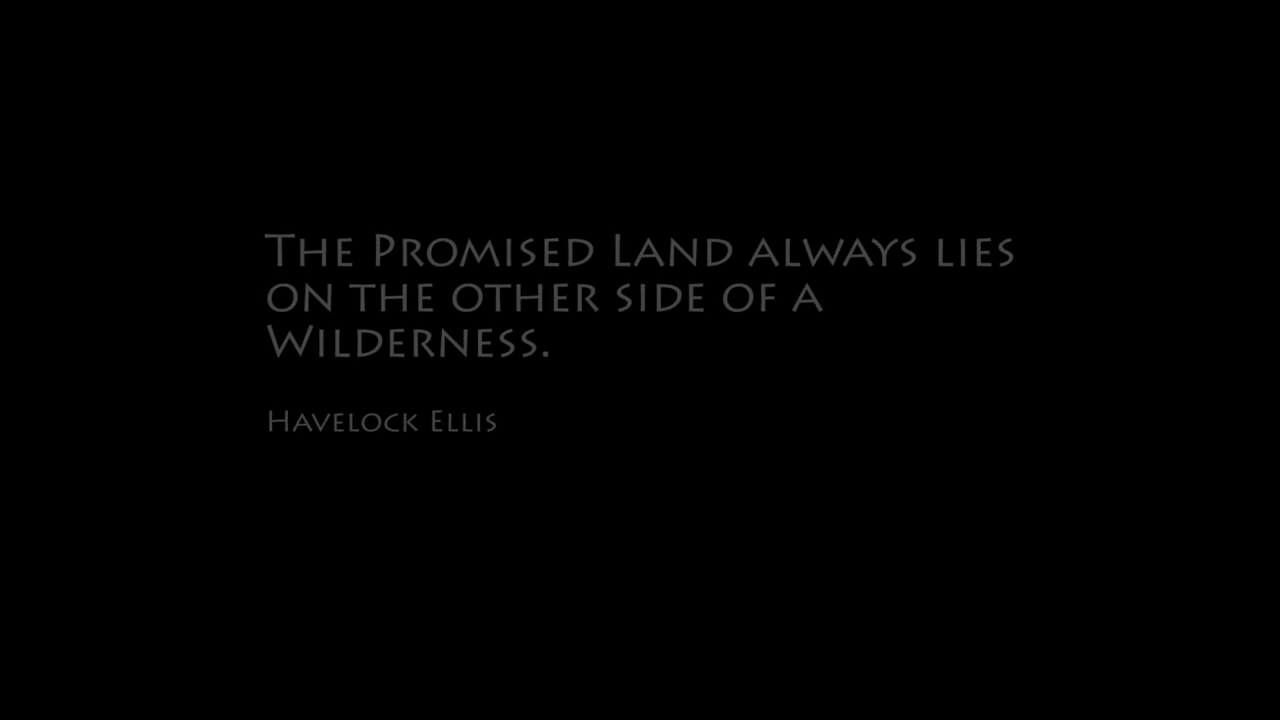 The Promised Land always lies
on the other side of a
Wilderness.
Havelock Ellis